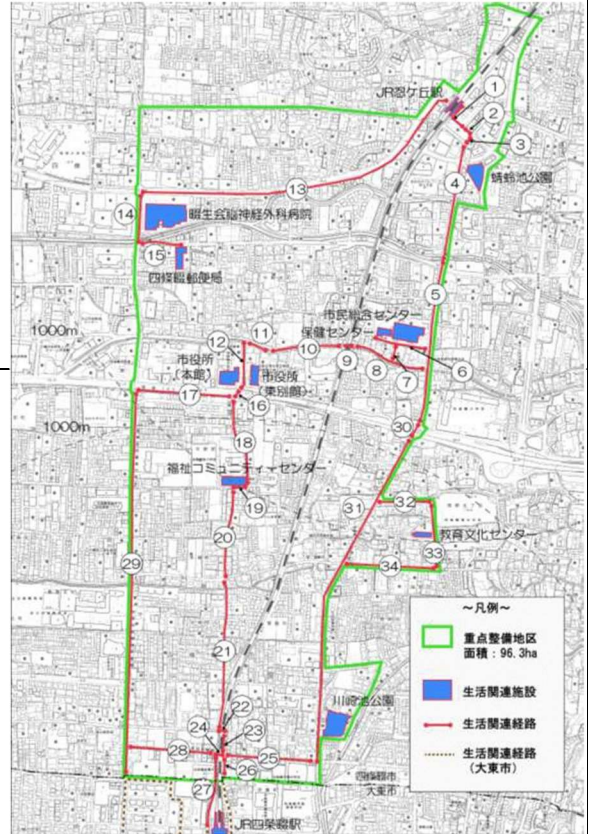 JR忍ケ丘駅
1
2
3
4
蜻蛉池公園
13
14
畷生会脳神経外科病院
15
四條畷郵便局
5
市民総合センター
保健センター
1000m
12
11
10
9
8
7
6
市役所
(本館)
市役所
(東別館)
16
17
1000m
18
30
福祉コミュニティーセンター
19
31
32
20
教育文化センター
33
34
29
21
~凡例~
重点整備地区
面積:96.3ha
生活関連施設
生活関連経路
生活関連経路
(大東市)
川崎池公園
22
24
23
28
25
26
27
四條畷市
大東市
JR四条畷駅